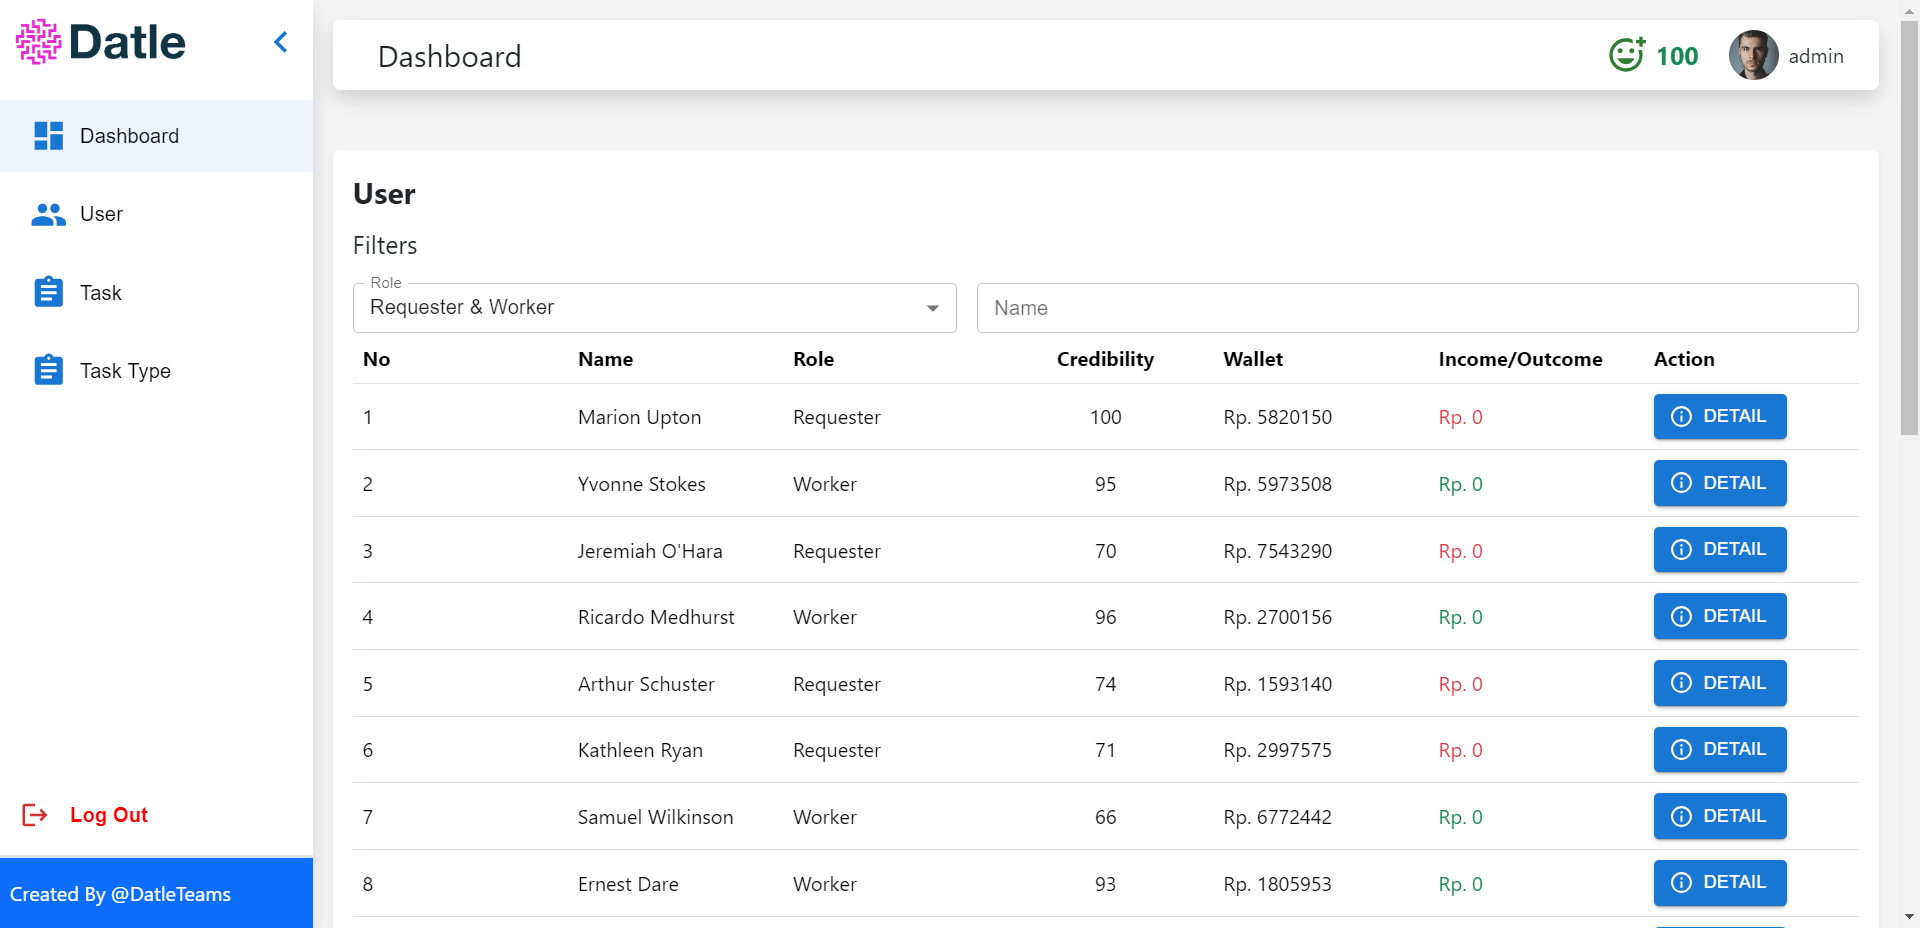 Datle
Dashboard
100
admin
Dashboard
User
Task
Task Type
Log Out
Created By @DatleTeams
User
Filters
Role
Requester & Worker
Name
No Name Role Credibility Wallet Income/Outcome Action
1 Marion Upton Requester 100 Rp. 5820150 Rp. 0 DETAIL
2 Yvonne Stokes Worker 95 Rp. 5973508 Rp. 0 DETAIL
3 Jeremiah O'Hara Requester 70 Rp. 7543290 Rp. 0 DETAIL
4 Ricardo Medhurst Worker 96 Rp. 2700156 Rp. 0 DETAIL
5 Arthur Schuster Requester 74 Rp. 1593140 Rp. 0 DETAIL
6 Kathleen Ryan Requester 71 Rp. 2997575 Rp. 0 DETAIL
7 Samuel Wilkinson Worker 66 Rp. 6772442 Rp. 0 DETAIL
8 Ernest Dare Worker 93 Rp. 1805953 Rp. 0 DETAIL